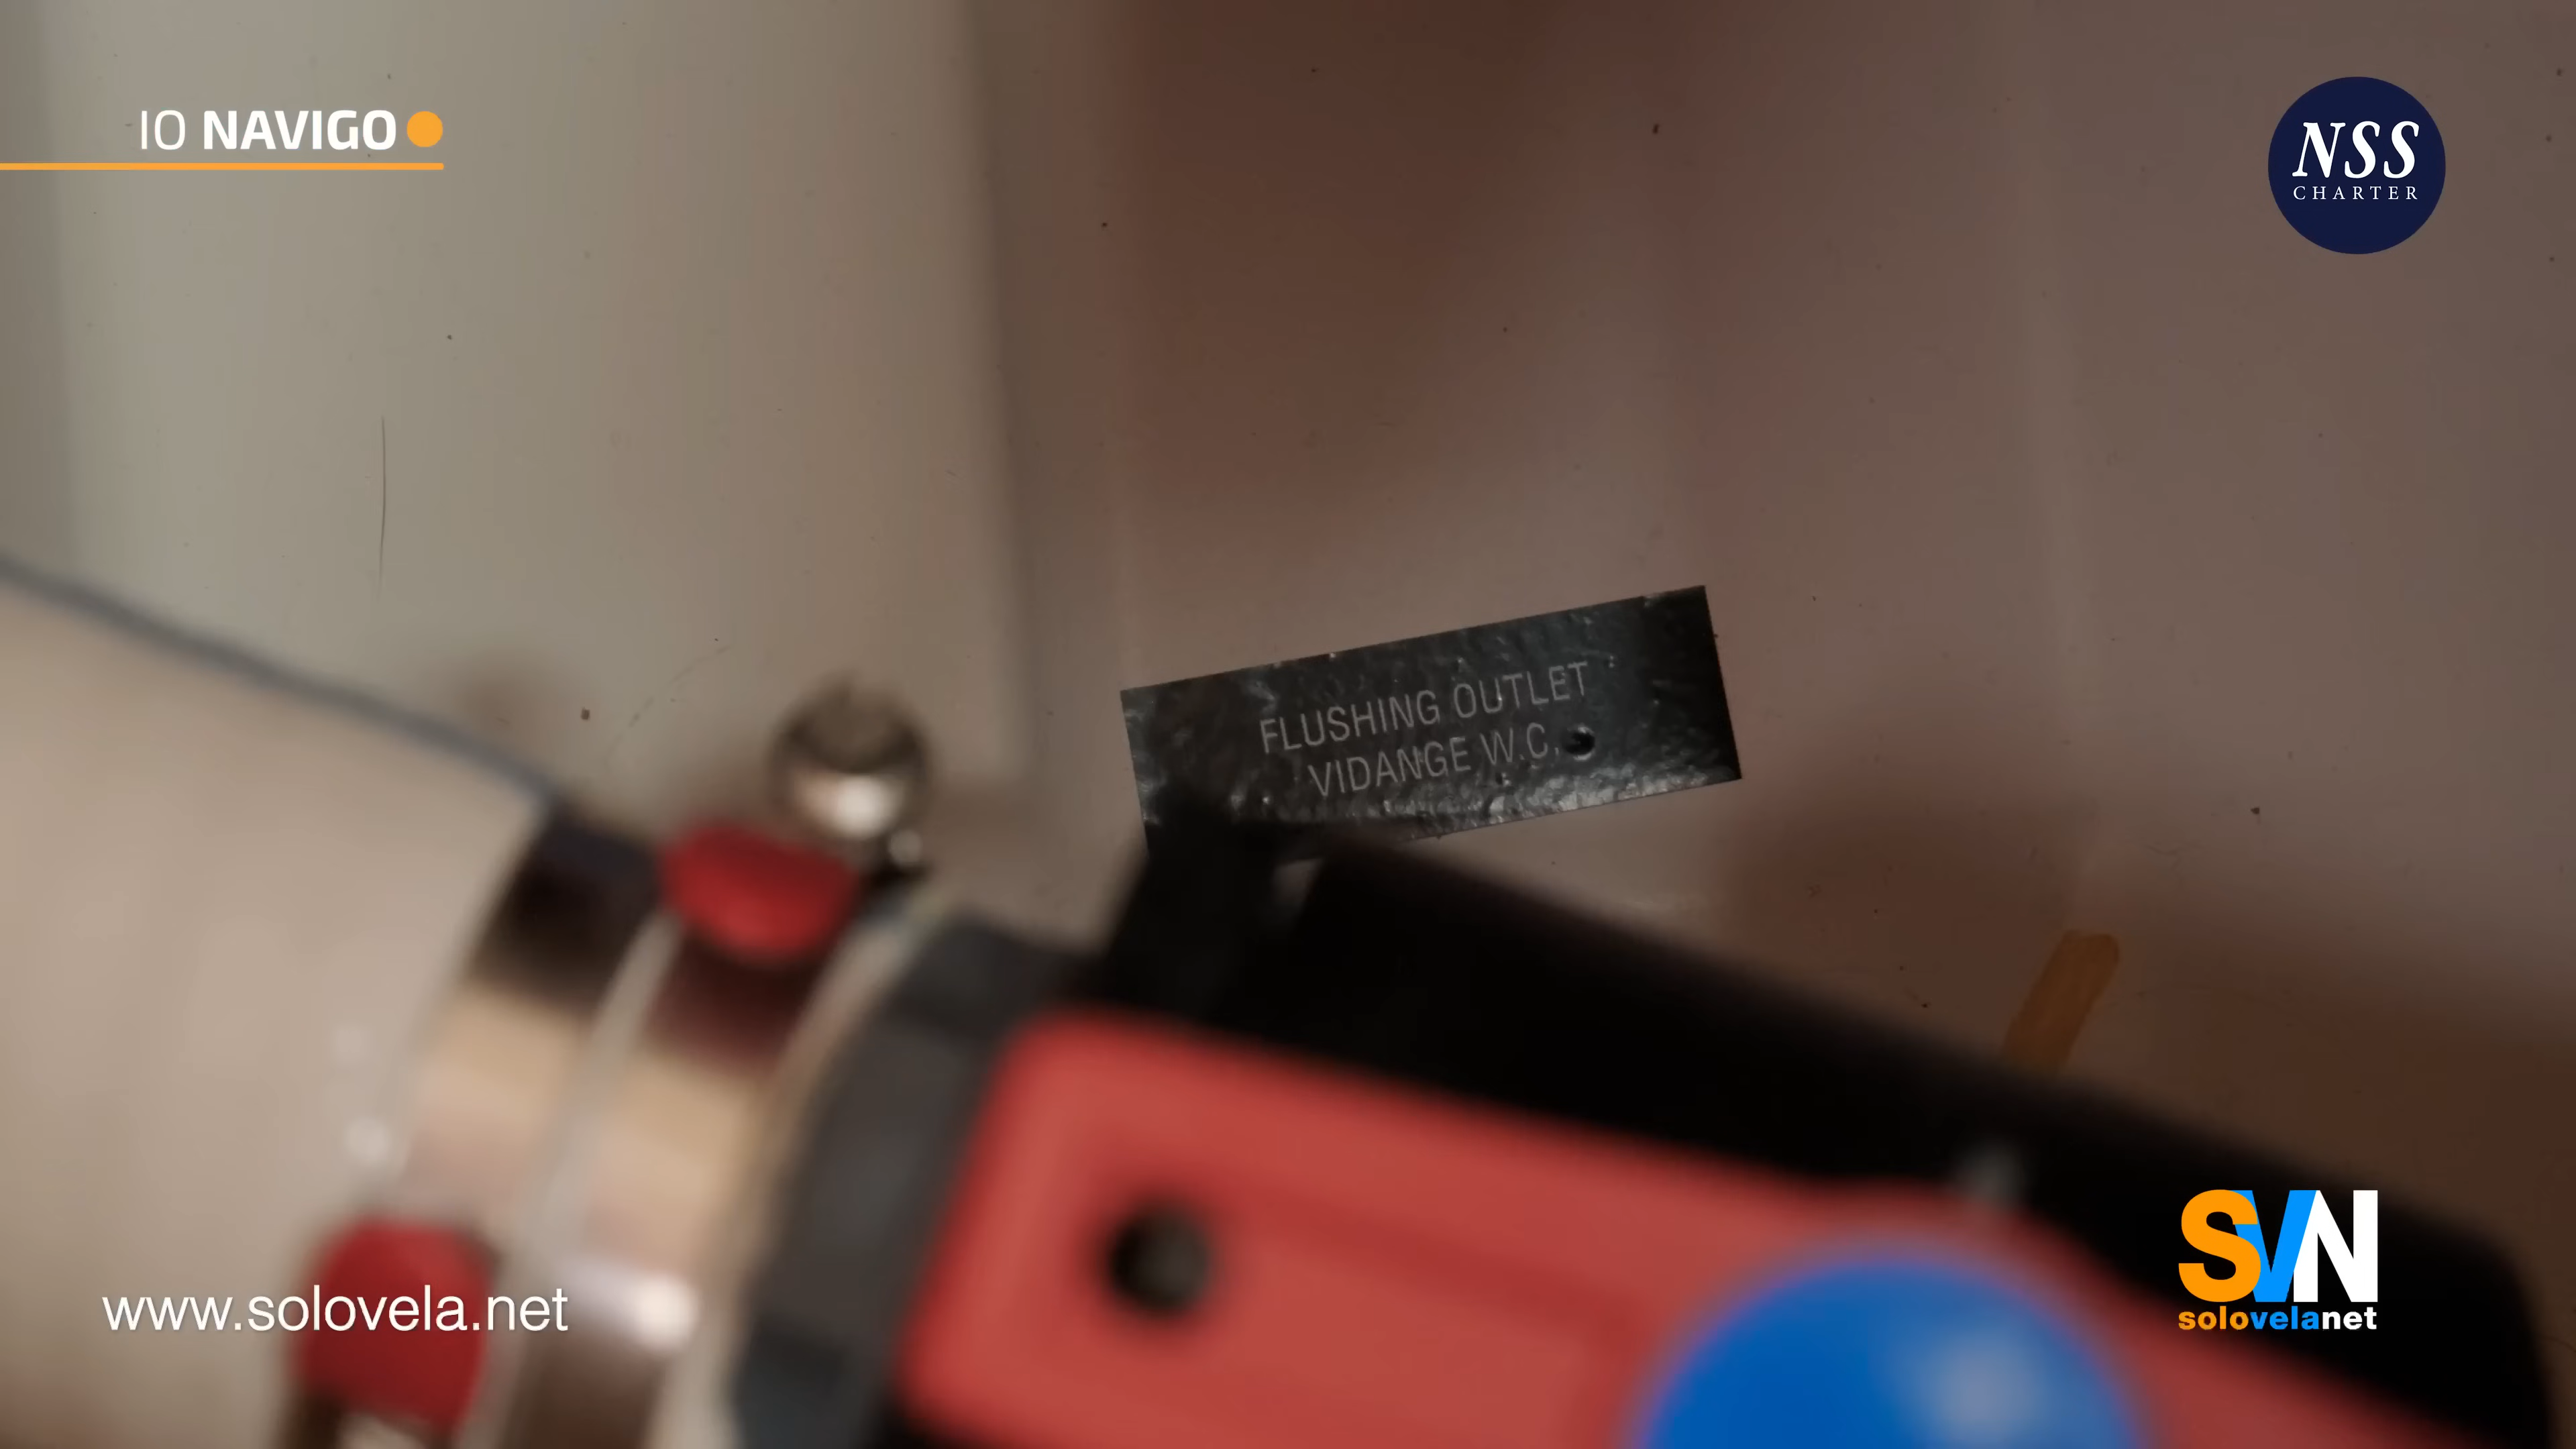 IO NAVIGO
NSS
CHARTER
FLUSHING OUTLET
VIDANGE W.C.
www.solovela.net
SVN
solovelanet